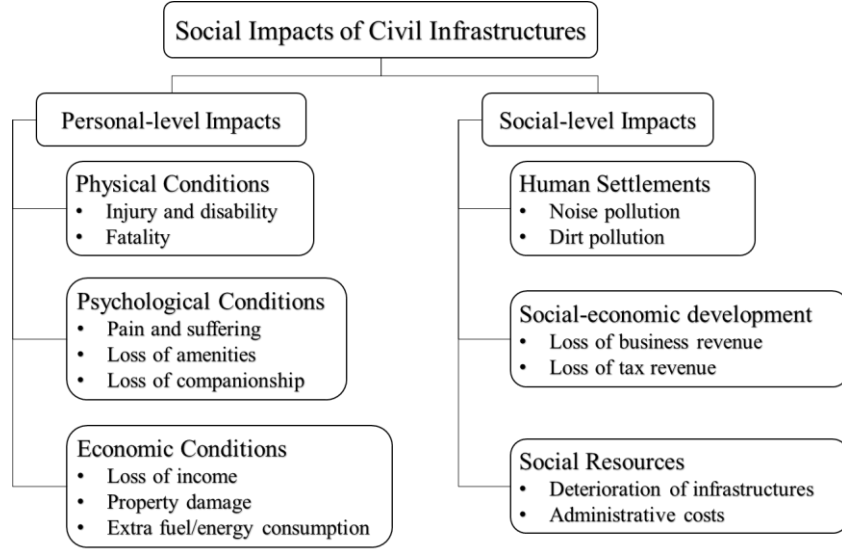 Social Impacts of Civil Infrastructures
Personal-level Impacts
Physical Conditions
• Injury and disability
• Fatality
Psychological Conditions
• Pain and suffering
• Loss of amenities
• Loss of companionship
Economic Conditions
• Loss of income
• Property damage
• Extra fuel/energy consumption
Social-level Impacts
Human Settlements
• Noise pollution
• Dirt pollution
Social-economic development
• Loss of business revenue
• Loss of tax revenue
Social Resources
• Deterioration of infrastructures
• Administrative costs